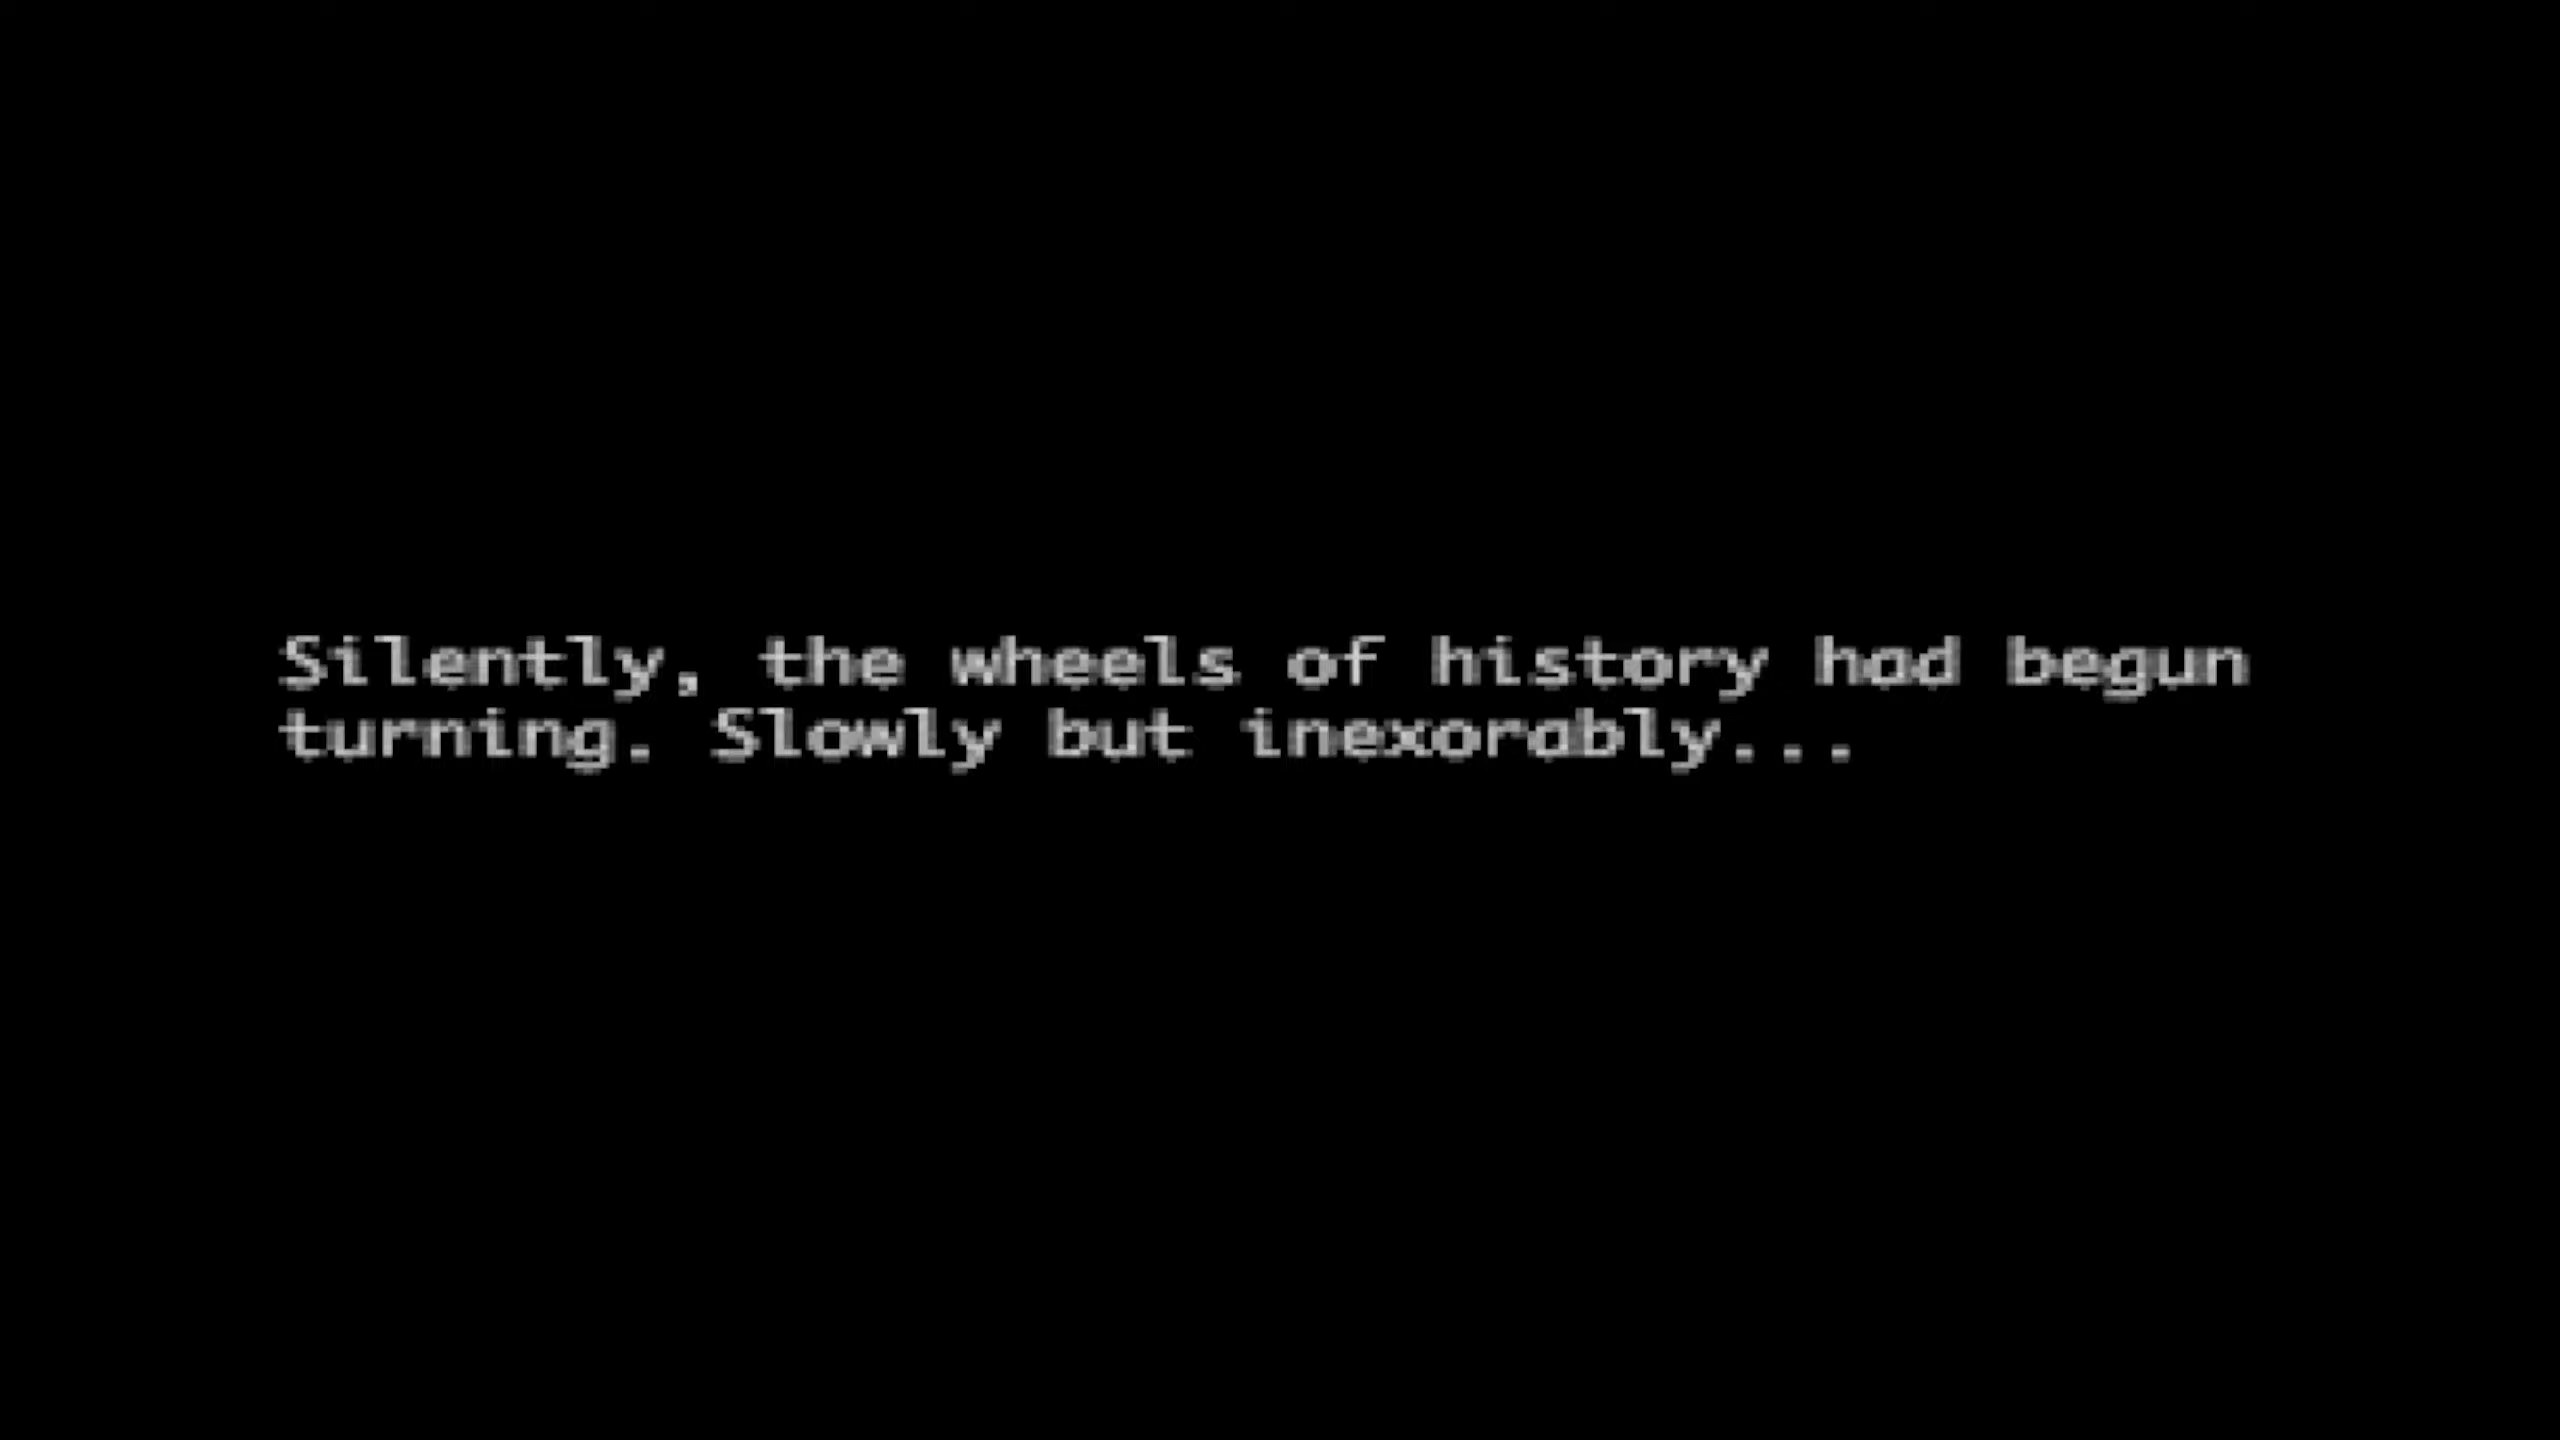 Silently, the wheels of history had begun
turning. Slowly but inexorably...